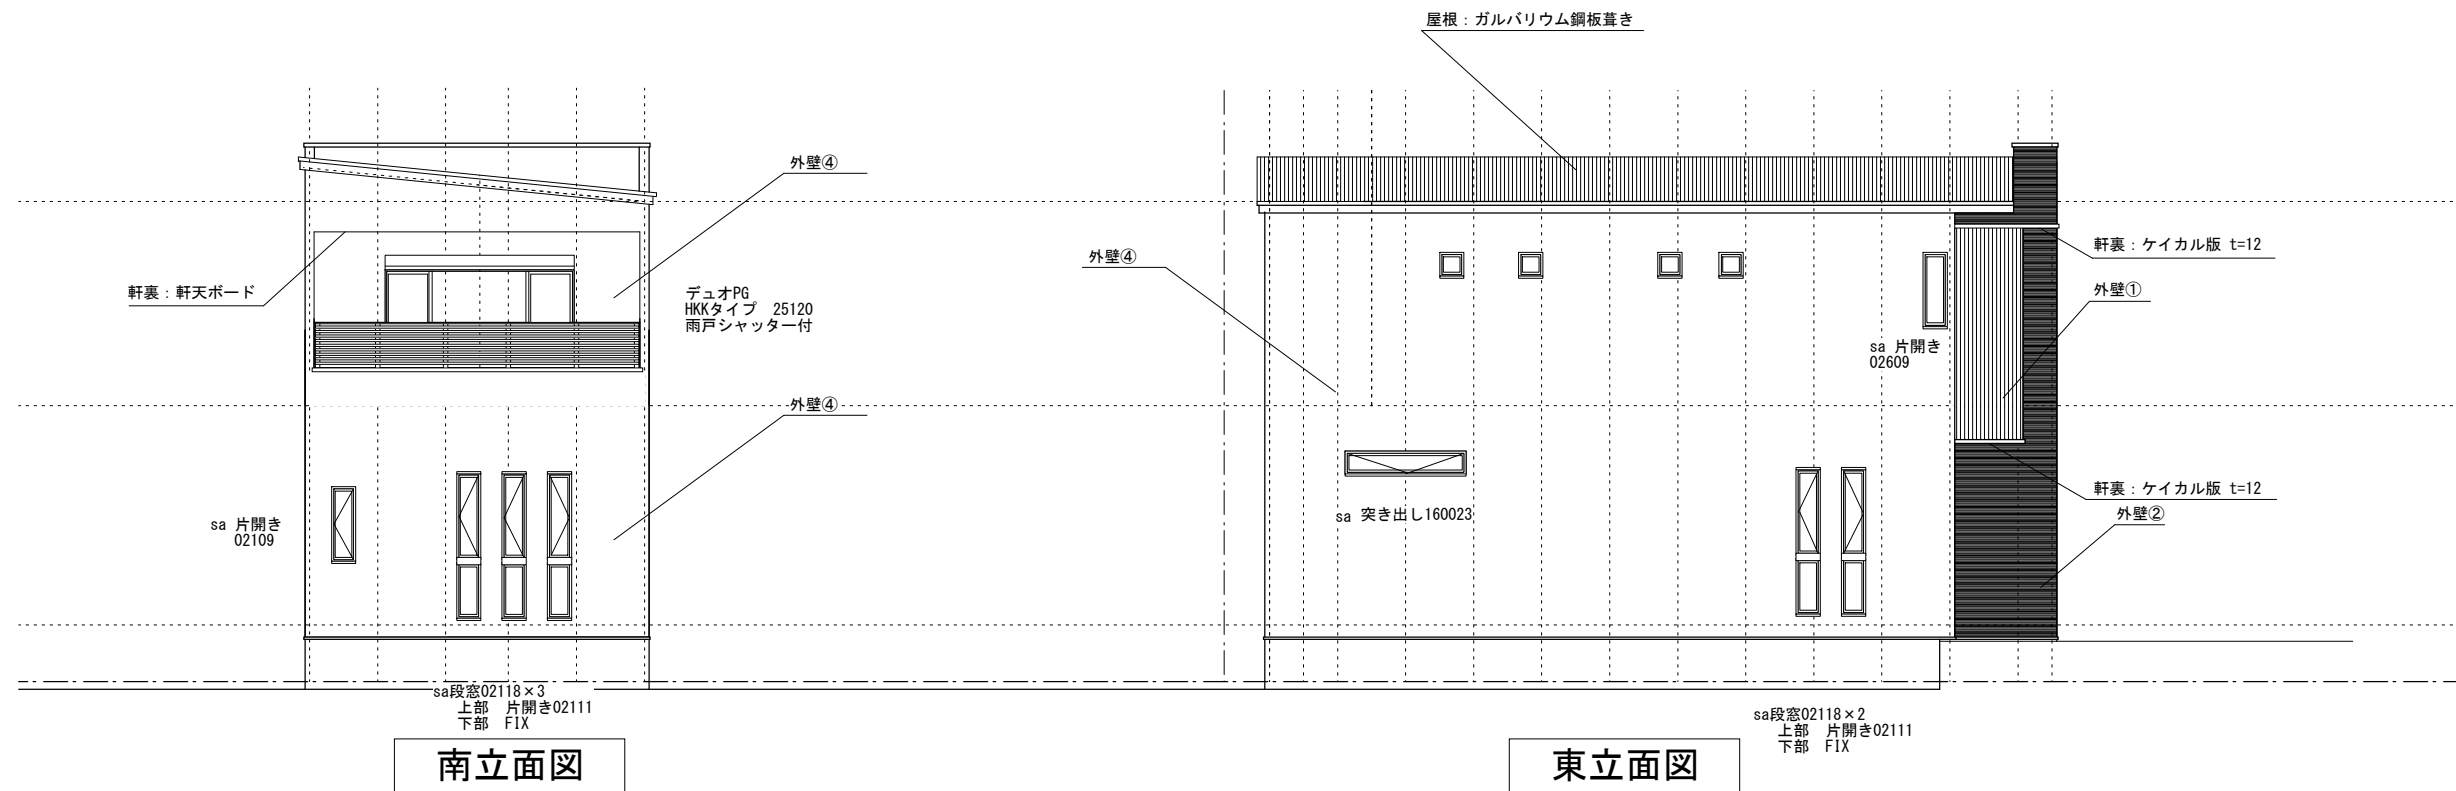 屋根：ガルバリウム鋼板葺き
外壁④
軒裏：軒天ボード
デュオPG
HKKタイプ　25120
雨戸シャッター付
外壁④
sa 片開き
02109
sa段窓02118×3
上部　片開き02111
下部　FIX
南立面図
外壁④
軒裏：ケイカル版 t=12
外壁①
sa 片開き
02609
sa 突き出し160023
軒裏：ケイカル版 t=12
外壁②
sa段窓02118×2
上部　片開き02111
下部　FIX
東立面図